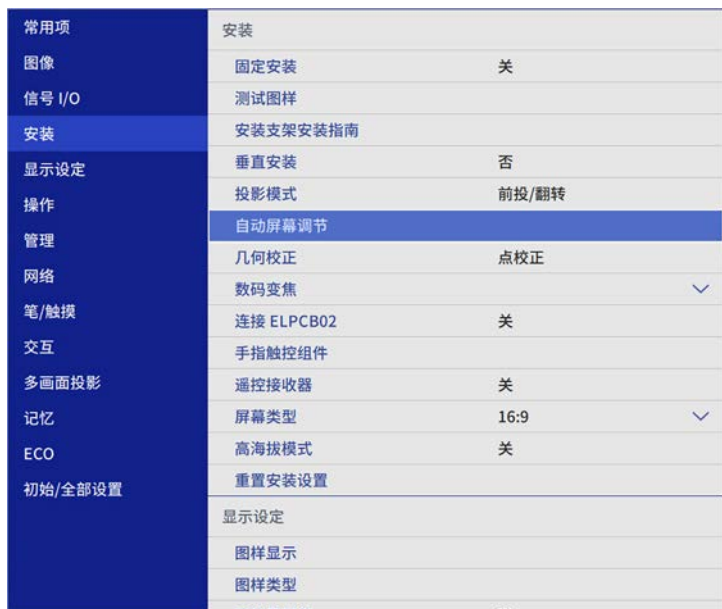 常用项
图像
信号 I/O
安装
显示设定
操作
管理
网络
笔/触摸
交互
多画面投影
记忆
ECO
初始/全部设置
安装
固定安装 关
测试图样
安装支架安装指南
垂直安装 否
投影模式 前投/翻转
自动屏幕调节
几何校正 点校正
数码变焦
连接 ELPCB02 关
手指触控组件
遥控接收器 关
屏幕类型 16:9
高海拔模式 关
重置安装设置
显示设定
图样显示
图样类型